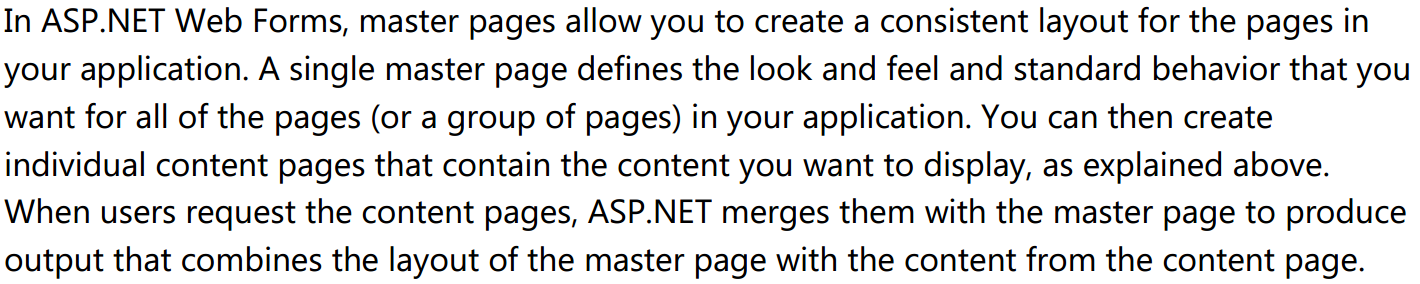 In ASP.NET Web Forms, master pages allow you to create a consistent layout for the pages in
your application. A single master page defines the look and feel and standard behavior that you
want for all of the pages (or a group of pages) in your application. You can then create
individual content pages that contain the content you want to display, as explained above.
When users request the content pages, ASP.NET merges them with the master page to produce
output that combines the layout of the master page with the content from the content page.